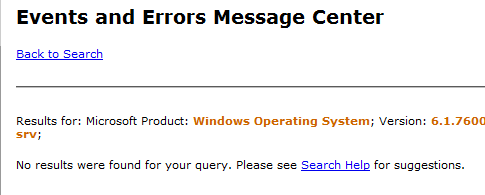 Events and Errors Message Center
Back to Search
Results for: Microsoft Product: Windows Operating System; Version: 6.1.7600
srv;
No results were found for your query. Please see Search Help for suggestions.